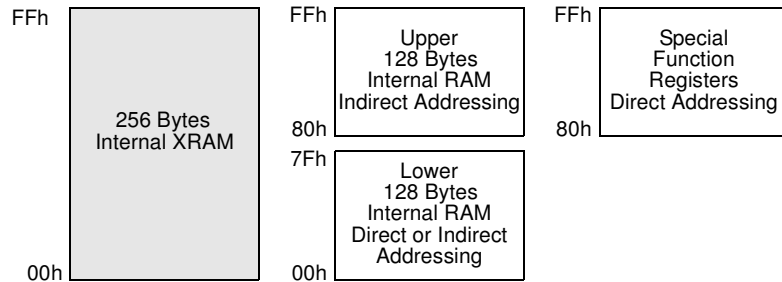 FFh
256 Bytes
Internal XRAM
00h
FFh
Upper
128 Bytes
Internal RAM
Indirect Addressing
80h
7Fh
Lower
128 Bytes
Internal RAM
Direct or Indirect
Addressing
00h
FFh
Special
Function
Registers
Direct Addressing
80h